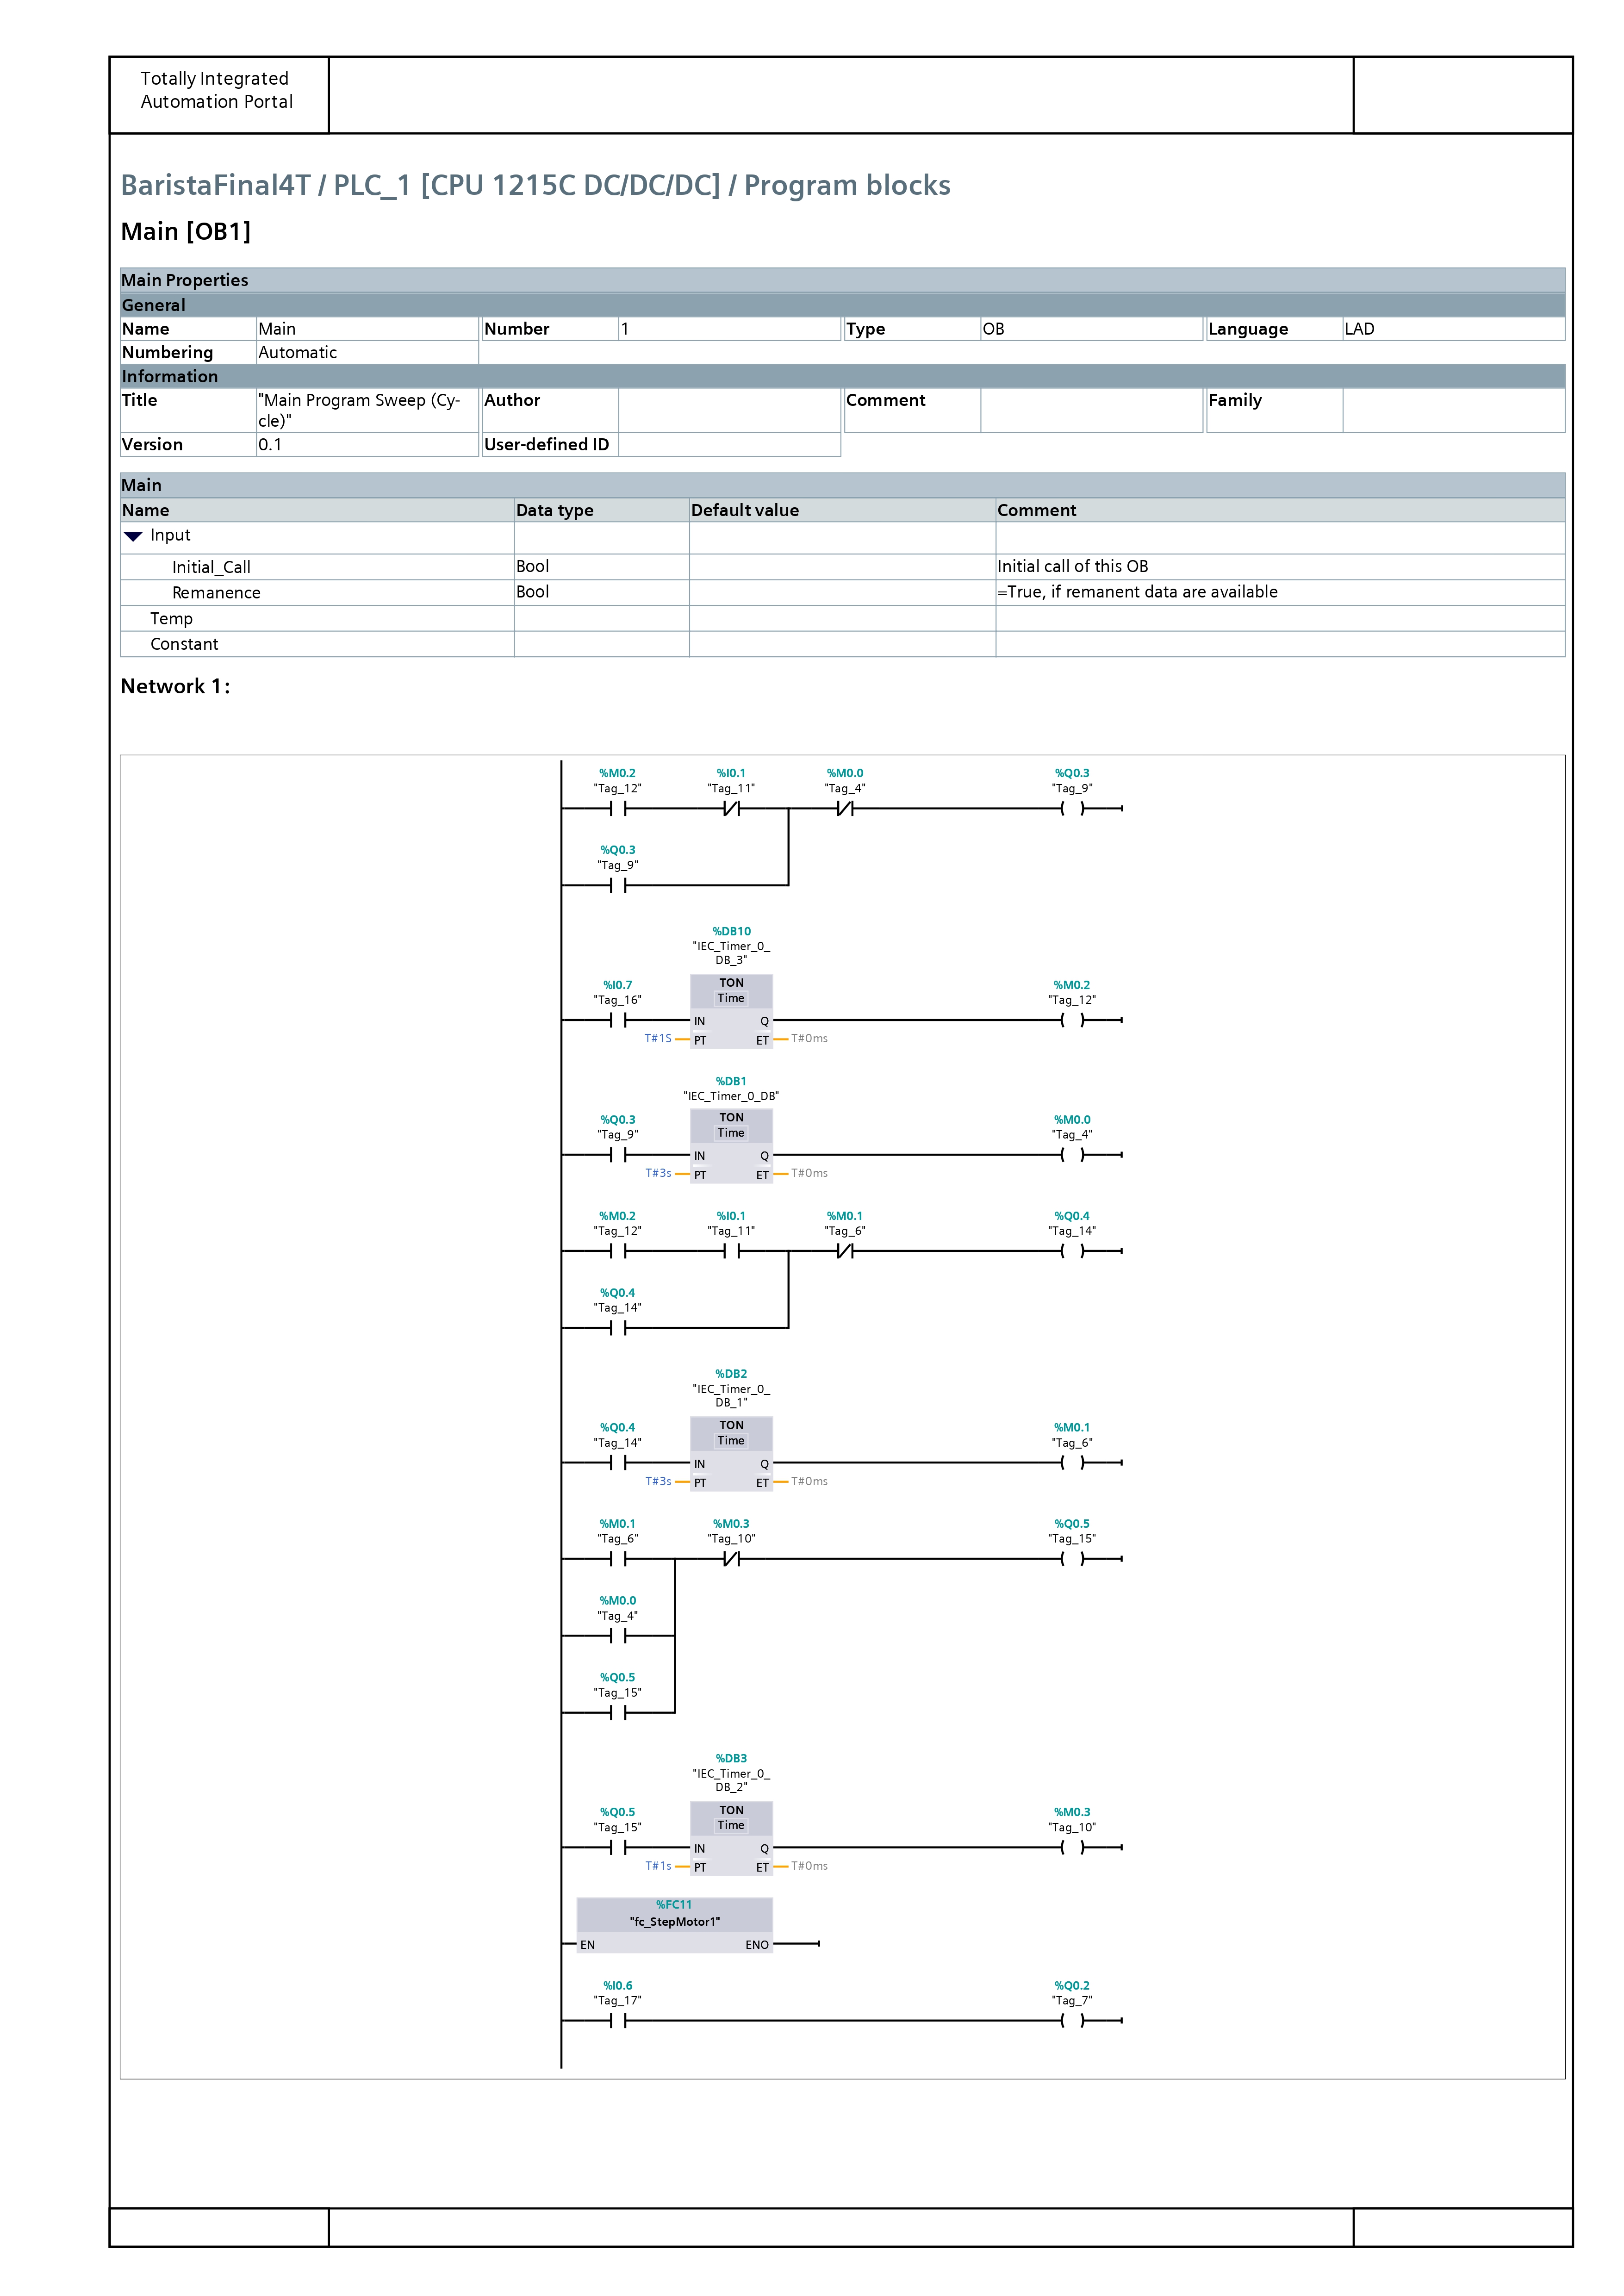 Totally Integrated
Automation Portal
BaristaFinal4T / PLC_1 [CPU 1215C DC/DC/DC] / Program blocks
Main [OB1]
Main Properties
General
Name Main Number 1 Type OB Language LAD
Numbering Automatic
Information
Title "Main Program Sweep (Cy-
cle)" Author Comment Family
Version 0.1 User-defined ID
Main
Name Data type Default value Comment
Input
Initial_Call Bool Initial call of this OB
Remanence Bool =True, if remanent data are available
Temp
Constant
Network 1:
%M0.2 %I0.1 %M0.0 %Q0.3
"Tag_12" "Tag_11" "Tag_4" "Tag_9"
%Q0.3
"Tag_9"
%DB10
"IEC_Timer_0_
DB_3"
%I0.7 TON %M0.2
"Tag_16" Time "Tag_12"
IN Q
T#1S PT ET T#0ms
%DB1
"IEC_Timer_0_DB"
%Q0.3 TON %M0.0
"Tag_9" Time "Tag_4"
IN Q
T#3s PT ET T#0ms
%M0.2 %I0.1 %M0.1 %Q0.4
"Tag_12" "Tag_11" "Tag_6" "Tag_14"
%Q0.4
"Tag_14"
%DB2
"IEC_Timer_0_
DB_1"
%Q0.4 TON %M0.1
"Tag_14" Time "Tag_6"
IN Q
T#3s PT ET T#0ms
%M0.1 %M0.3 %Q0.5
"Tag_6" "Tag_10" "Tag_15"
%M0.0
"Tag_4"
%Q0.5
"Tag_15"
%DB3
"IEC_Timer_0_
DB_2"
%Q0.5 TON %M0.3
"Tag_15" Time "Tag_10"
IN Q
T#1s PT ET T#0ms
%FC11
"fc_StepMotor1"
EN ENO
%I0.6 %Q0.2
"Tag_17" "Tag_7"